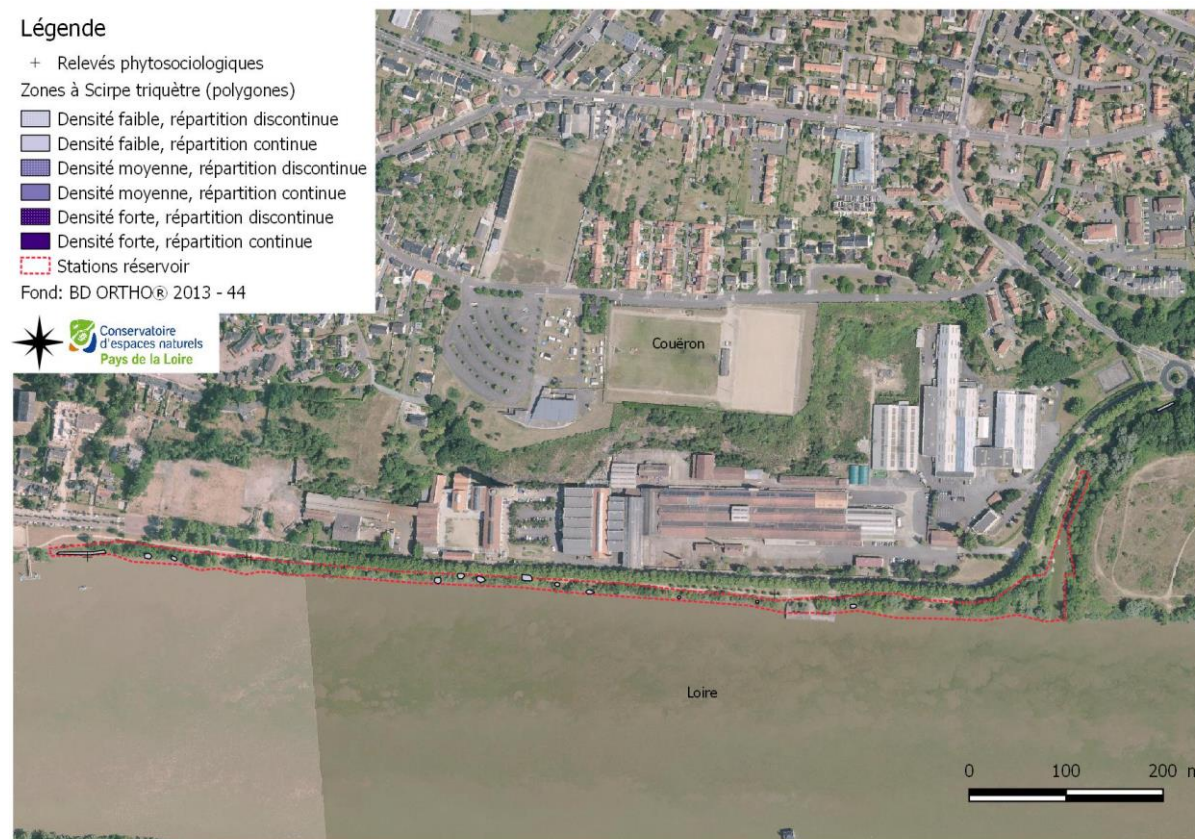 Légende
+ Relevés phytosociologiques
Zones à Scirpe triquètre (polygones)
Densité faible, répartition discontinue
Densité faible, répartition continue
Densité moyenne, répartition discontinue
Densité moyenne, répartition continue
Densité forte, répartition discontinue
Densité forte, répartition continue
Stations réservoir
Fond: BD ORTHO® 2013 - 44
Conservatoire
d'espaces naturels
Pays de la Loire
Couëron
Loire
0 100 200 m